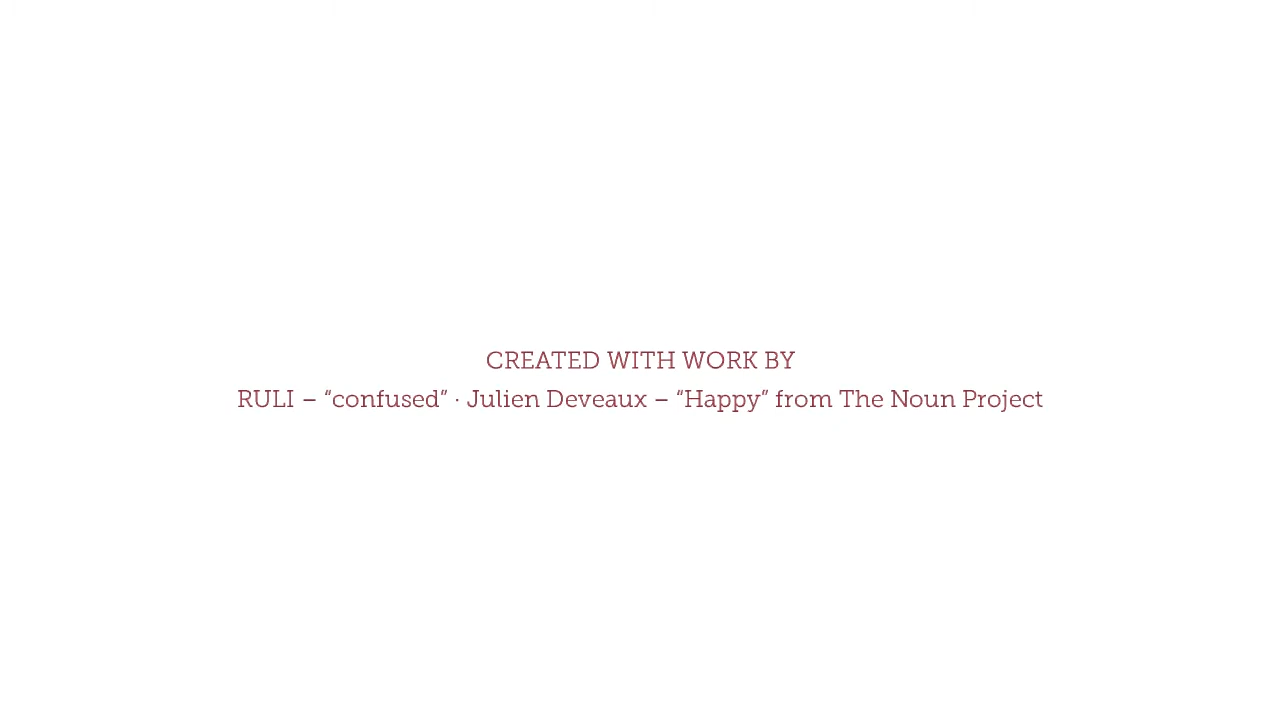 CREATED WITH WORK BY
RULI – “confused” · Julien Deveaux – “Happy” from The Noun Project